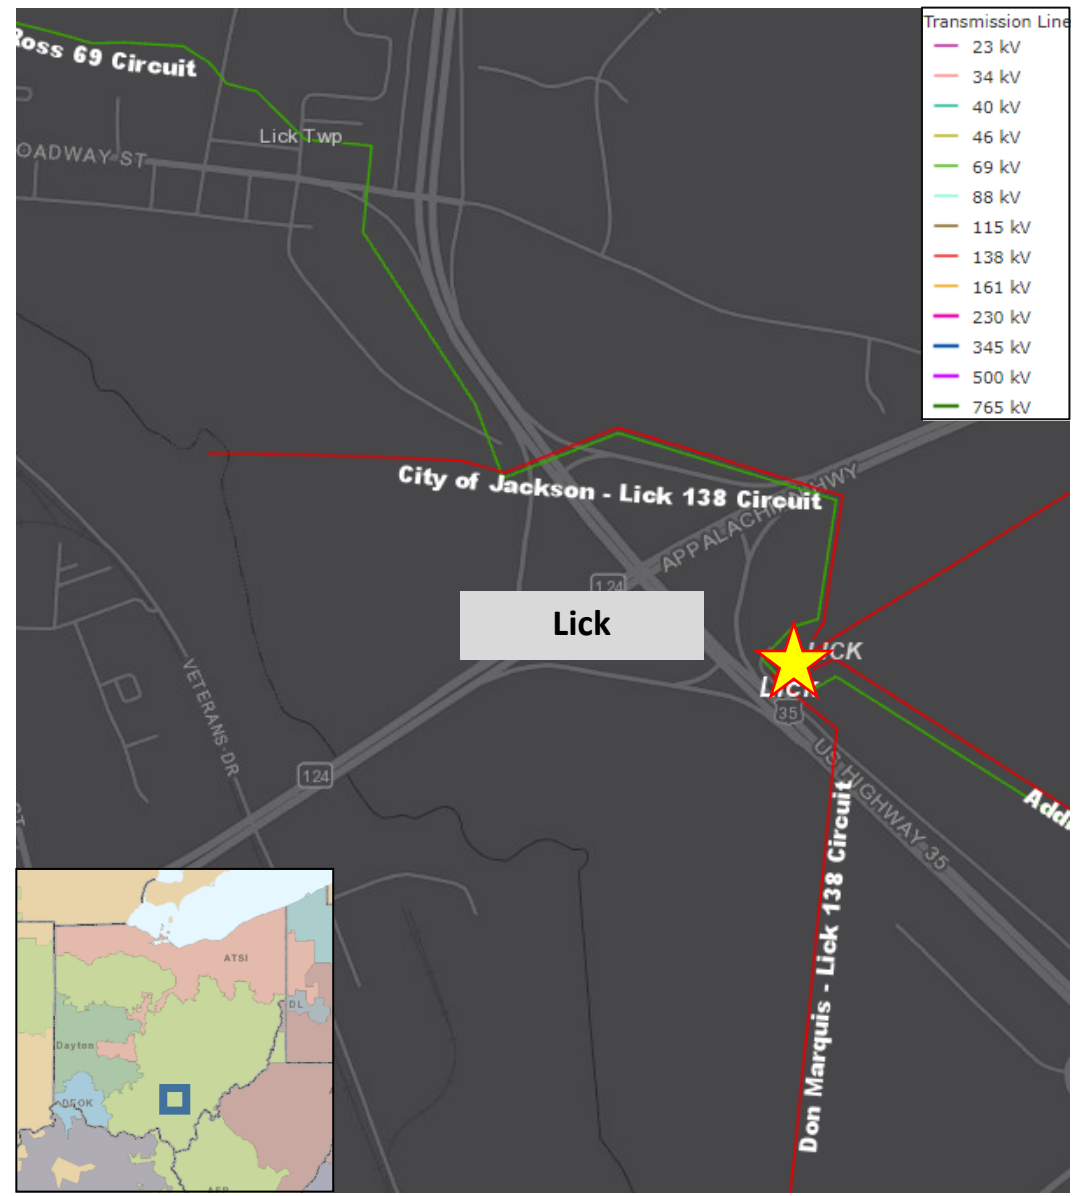 Ross 69 Circuit
Lick Twp
OADWAY ST
Transmission Line
23 kV
34 kV
40 kV
46 kV
69 kV
88 kV
115 kV
138 kV
161 kV
230 kV
345 kV
500 kV
765 kV
City of Jackson - Lick 138 Circuit
APPALACHIAN HWY
124
Lick
LICK
Lick
35
US HIGHWAY 35
VETERANS DR
124
Addi
Don Marquis - Lick 138 Circuit
ATSI
DL
Dayton
DEOK
AEP